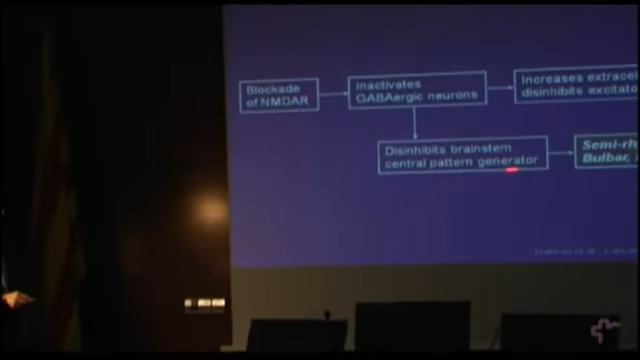 Blockade
of NMDAR
Inactivates
GABAergic neurons
Increases extracel
disinhibits excitato
Disinhibits brainstem
central pattern generator
Semi-rh
Bulbar,